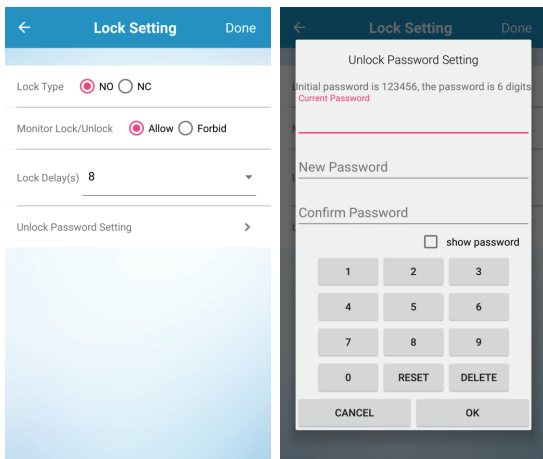 Lock Setting Done
Lock Type NO NC
Monitor Lock/Unlock Allow Forbid
Lock Delay(s) 8
Unlock Password Setting
Lock Setting Done
Unlock Password Setting
Initial password is 123456, the password is 6 digits
Current Password
New Password
Confirm Password
show password
1 2 3
4 5 6
7 8 9
0 RESET DELETE
CANCEL OK